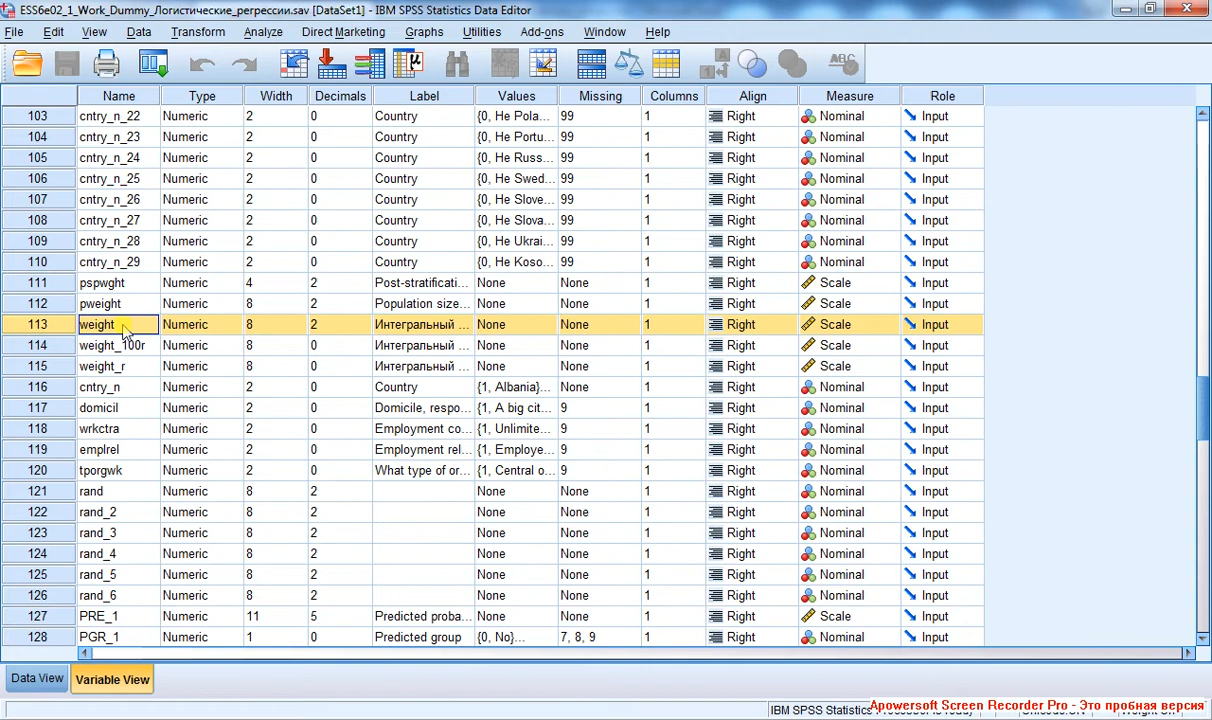 ESS6e02_1_Work_Dummy_Логистические_регрессии.sav [DataSet1] - IBM SPSS Statistics Data Editor
File Edit View Data Transform Analyze Direct Marketing Graphs Utilities Add-ons Window Help
Name Type Width Decimals Label Values Missing Columns Align Measure Role
103 cntry_n_22 Numeric 2 0 Country {0, Не Pola... 99 1 Right Nominal Input
104 cntry_n_23 Numeric 2 0 Country {0, Не Portu... 99 1 Right Nominal Input
105 cntry_n_24 Numeric 2 0 Country {0, Не Russ... 99 1 Right Nominal Input
106 cntry_n_25 Numeric 2 0 Country {0, Не Swed... 99 1 Right Nominal Input
107 cntry_n_26 Numeric 2 0 Country {0, Не Slove... 99 1 Right Nominal Input
108 cntry_n_27 Numeric 2 0 Country {0, Не Slova... 99 1 Right Nominal Input
109 cntry_n_28 Numeric 2 0 Country {0, Не Ukrai... 99 1 Right Nominal Input
110 cntry_n_29 Numeric 2 0 Country {0, Не Koso... 99 1 Right Nominal Input
111 pspwght Numeric 4 2 Post-stratificati... None None 1 Right Scale Input
112 pweight Numeric 8 2 Population size... None None 1 Right Scale Input
113 weight Numeric 8 2 Интегральный ... None None 1 Right Scale Input
114 weight_100r Numeric 8 0 Интегральный ... None None 1 Right Scale Input
115 weight_r Numeric 8 0 Интегральный ... None None 1 Right Scale Input
116 cntry_n Numeric 2 0 Country {1, Albania}... None 1 Right Nominal Input
117 domicil Numeric 2 0 Domicile, respo... {1, A big cit... 9 1 Right Nominal Input
118 wrkctra Numeric 2 0 Employment co... {1, Unlimite... 9 1 Right Nominal Input
119 emplrel Numeric 2 0 Employment rel... {1, Employe... 9 1 Right Nominal Input
120 tporgwk Numeric 2 0 What type of or... {1, Central o... 9 1 Right Nominal Input
121 rand Numeric 8 2 None None 1 Right Nominal Input
122 rand_2 Numeric 8 2 None None 1 Right Nominal Input
123 rand_3 Numeric 8 2 None None 1 Right Nominal Input
124 rand_4 Numeric 8 2 None None 1 Right Nominal Input
125 rand_5 Numeric 8 2 None None 1 Right Nominal Input
126 rand_6 Numeric 8 2 None None 1 Right Nominal Input
127 PRE_1 Numeric 11 5 Predicted proba... None None 1 Right Scale Input
128 PGR_1 Numeric 1 0 Predicted group {0, No}... 7, 8, 9 1 Right Nominal Input
Data View Variable View
Apowersoft Screen Recorder Pro - Это пробная версия
IBM SPSS Statistics